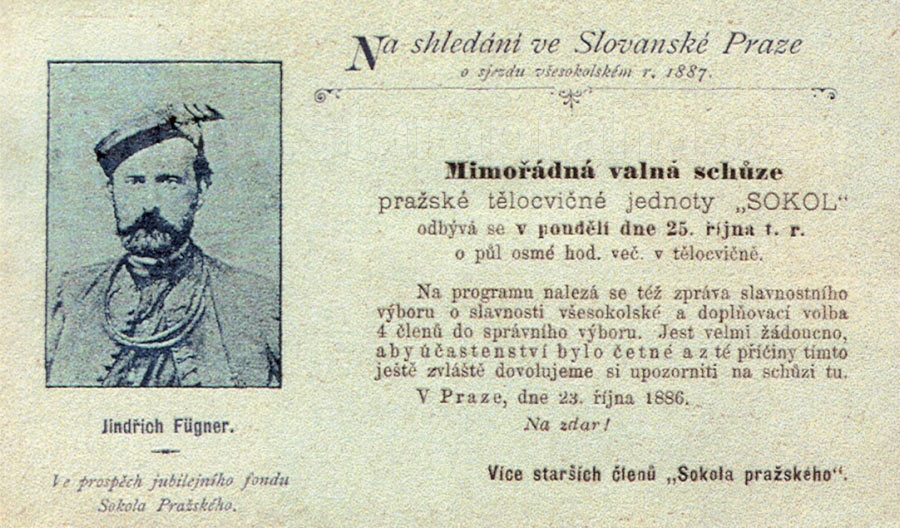 Na shledání ve Slovanské Praze
o sjezdu všesokolském r. 1887.
Mimořádná valná schůze
pražské tělocvičné jednoty „SOKOL“
odbývá se v pondělí dne 25. října t. r.
o půl osmé hod. več. v tělocvičně.
Na programu nalezá se též zpráva slavnostního
výboru o slavnosti všesokolské a doplňovací volba
4 členů do správního výboru. Jest velmi žádoucno,
aby účastenství bylo četné a z té příčiny tímto
ještě zvláště dovolujeme si upozorniti na schůzi tu.
V Praze, dne 23. října 1886.
Na zdar!
Více starších členů „Sokola pražského“.
Jindřich Fügner.
Ve prospěch jubilejního fondu
Sokola Pražského.